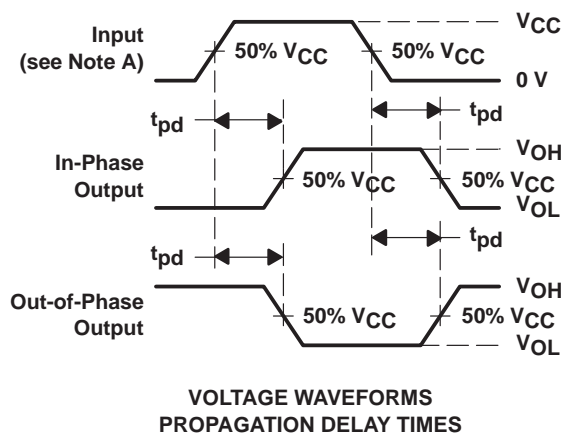 Input
(see Note A)
50% VCC
50% VCC
VCC
0 V
tpd
tpd
In-Phase
Output
50% VCC
VOH
50% VCC
VOL
tpd
tpd
Out-of-Phase
Output
50% VCC
VOH
50% VCC
VOL
VOLTAGE WAVEFORMS
PROPAGATION DELAY TIMES